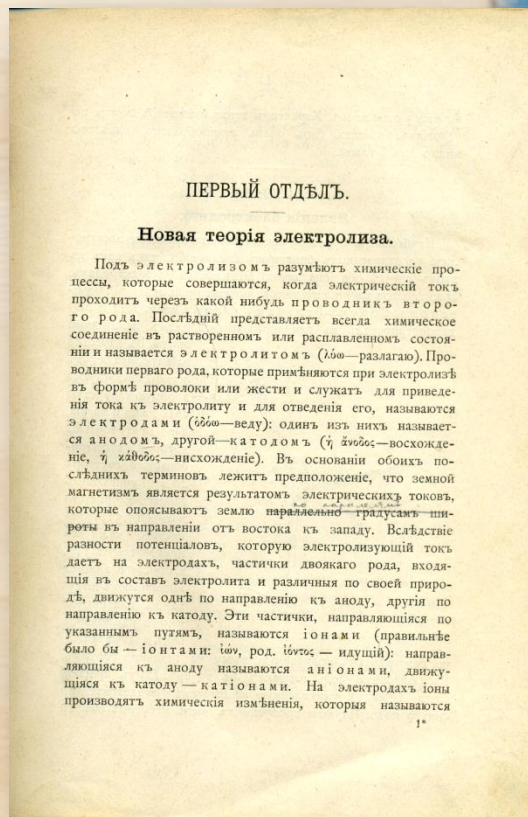 ПЕРВЫЙ ОТДѢЛЪ.
Новая теорія электролиза.
Подъ электролизомъ разумѣютъ химическіе про-
цессы, которые совершаются, когда электрическій токъ
проходитъ черезъ какой нибудь проводникъ второ-
го рода. Послѣдній представляетъ всегда химическое
соединеніе въ растворенномъ или расплавленномъ состоя-
ніи и называется электролитомъ (λύω—разлагаю). Про-
водники перваго рода, которые примѣняются при электролизѣ
въ формѣ проволоки или жести и служатъ для приведе-
нія тока къ электролиту и для отведенія его, называются
электродами (ὁδόω—веду): одинъ изъ нихъ называет-
ся анодомъ, другой—катодомъ (ἡ ἄνοδος—восхожде-
ніе, ἡ κάθοδος—нисхожденіе). Въ основаніи обоихъ по-
слѣднихъ терминовъ лежитъ предположеніе, что земной
магнетизмъ является результатомъ электрическихъ токовъ,
по параллели
которые опоясываютъ землю параллельно градусамъ ши-
роты въ направленіи отъ востока къ западу. Вслѣдствіе
разности потенціаловъ, которую электролизующій токъ
даетъ на электродахъ, частички двоякаго рода, входя-
щія въ составъ электролита и различныя по своей приро-
дѣ, движутся однѣ по направленію къ аноду, другія по
направленію къ катоду. Эти частички, направляющіяся по
указаннымъ путямъ, называются іонами (правильнѣе
было бы — іонтами: ἰών, род. ἰόντος — идущій): направ-
ляющіяся къ аноду называются аніонами, движу-
щіяся къ катоду — катіонами. На электродахъ іоны
производятъ химическія измѣненія, которыя называются
1*